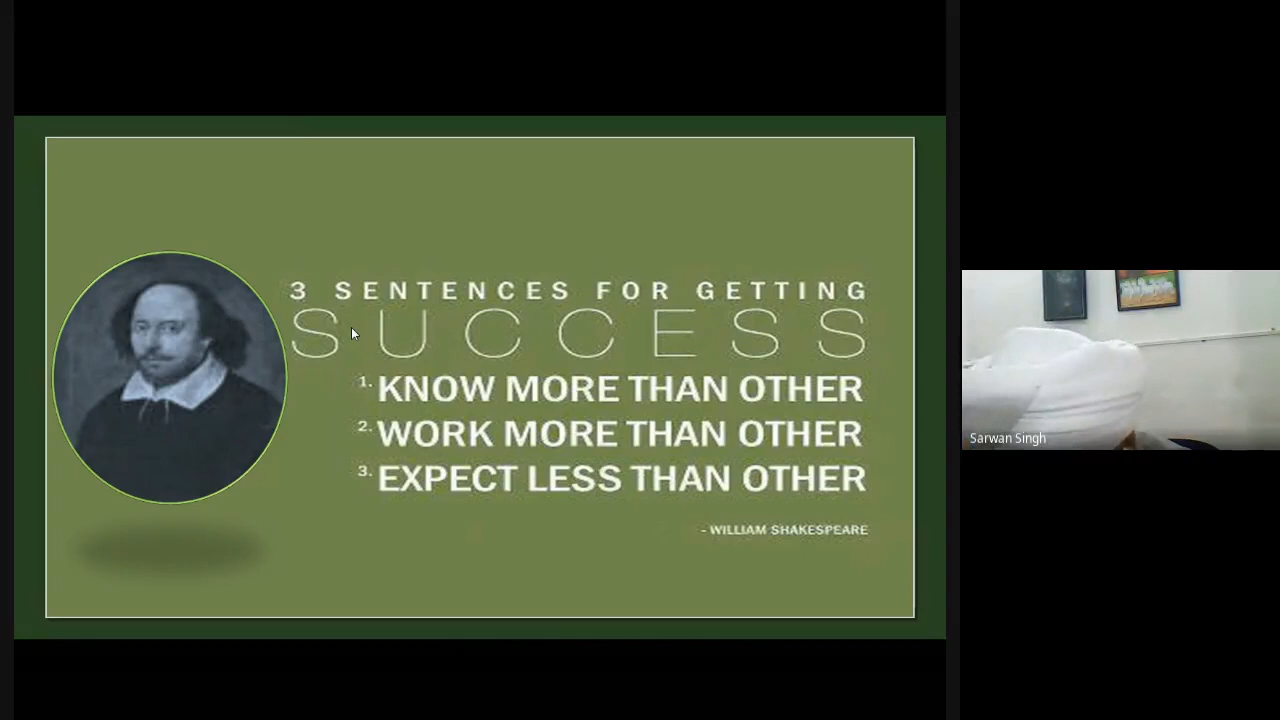 3 SENTENCES FOR GETTING
SUCCESS
1. KNOW MORE THAN OTHER
2. WORK MORE THAN OTHER
3. EXPECT LESS THAN OTHER
- WILLIAM SHAKESPEARE
Sarwan Singh